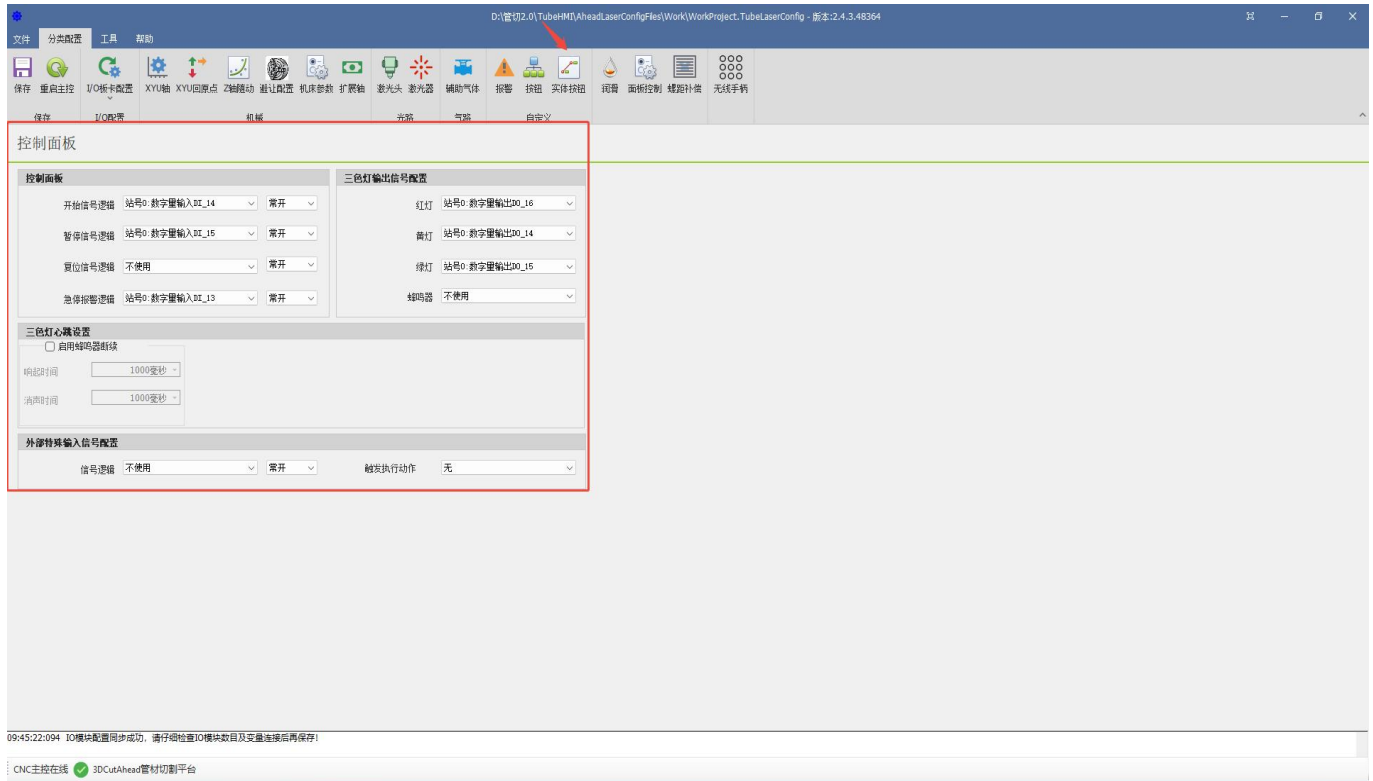 D:\管切2.0\TubeHMI\AheadLaserConfigFiles\Work\WorkProject.TubeLaserConfig - 版本:2.4.3.48364
文件 分类配置 工具 帮助
保存 重启主控 I/O板卡配置 XYU轴 XYU回原点 Z轴随动 避让配置 机床参数 扩展轴 激光头 激光器 辅助气体 报警 按钮 实体按钮 润滑 面板控制 螺距补偿 无线手柄
保存 I/O配置 机械 光路 气路 自定义
控制面板
控制面板 三色灯输出信号配置
开始信号逻辑 站号0:数字量输入DI_14 常开 红灯 站号0:数字量输出DO_16
暂停信号逻辑 站号0:数字量输入DI_15 常开 黄灯 站号0:数字量输出DO_14
复位信号逻辑 不使用 常开 绿灯 站号0:数字量输出DO_15
急停报警逻辑 站号0:数字量输入DI_13 常开 蜂鸣器 不使用
三色灯心跳设置
启用蜂鸣器断续
响起时间 1000毫秒
消声时间 1000毫秒
外部特殊输入信号配置
信号逻辑 不使用 常开 触发执行动作 无
09:45:22:094 IO模块配置同步成功, 请仔细检查IO模块数目及变量连接后再保存!
CNC主控在线 3DCutAhead管材切割平台